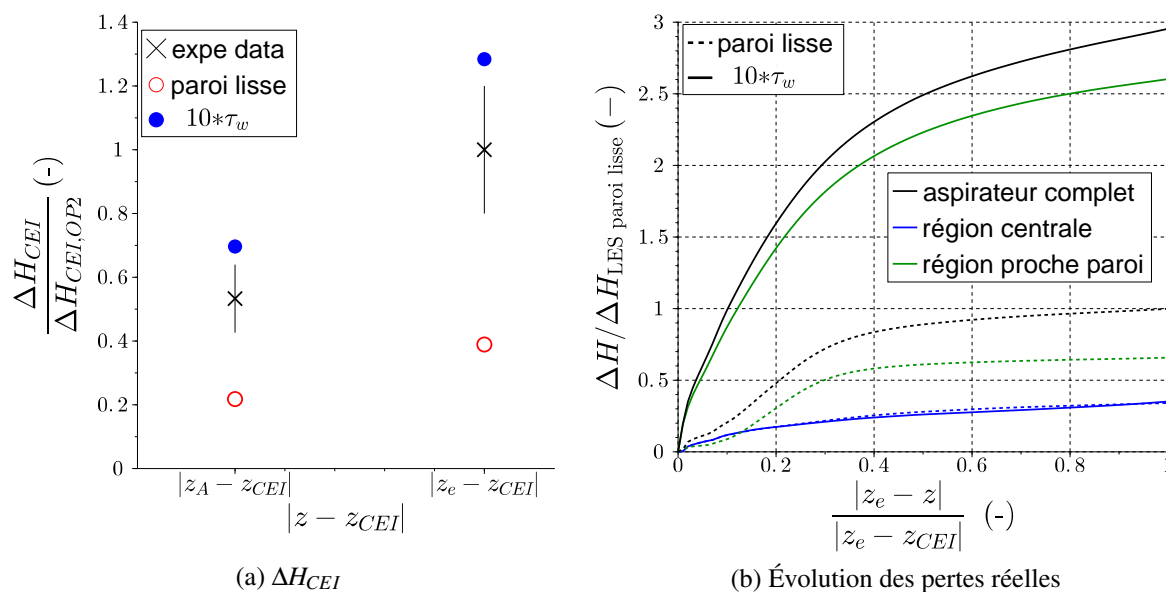 1.4
1.2
1
0.8
0.6
0.4
0.2
0
ΔH_CEI / ΔH_CEI,OP2 (-)
× expe data
○ paroi lisse
● 10*τ_w
|z_A − z_CEI|
|z_e − z_CEI|
|z − z_CEI|
(a) ΔH_CEI
3
2.5
2
1.5
1
0.5
0
ΔH/ΔH_LES paroi lisse (−)
paroi lisse
10*τ_w
aspirateur complet
région centrale
région proche paroi
0 0.2 0.4 0.6 0.8 1
|z_e − z| / |z_e − z_CEI| (-)
(b) Évolution des pertes réelles